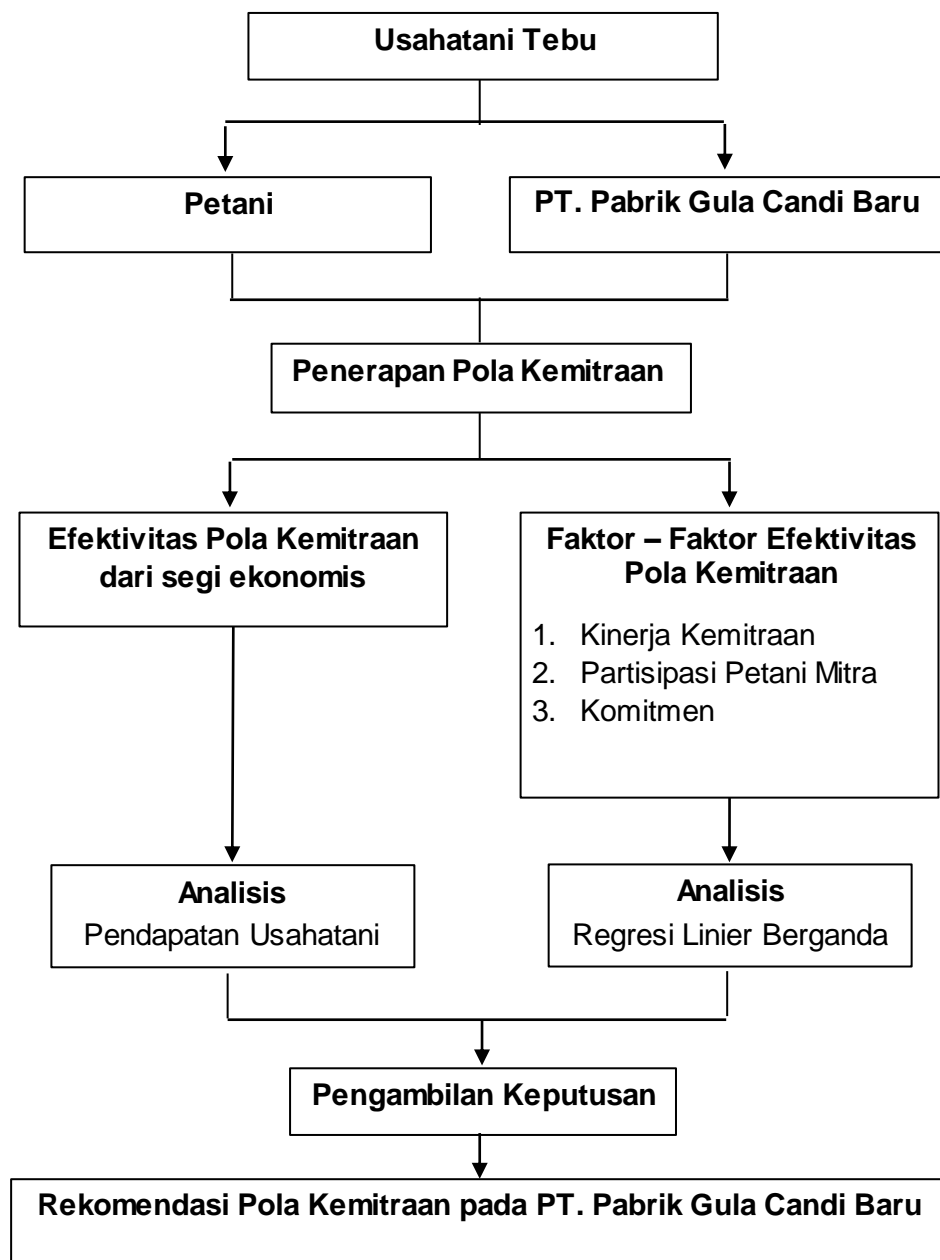 Usahatani Tebu
Petani
PT. Pabrik Gula Candi Baru
Penerapan Pola Kemitraan
Efektivitas Pola Kemitraan
dari segi ekonomis
Faktor – Faktor Efektivitas
Pola Kemitraan
1. Kinerja Kemitraan
2. Partisipasi Petani Mitra
3. Komitmen
Analisis
Pendapatan Usahatani
Analisis
Regresi Linier Berganda
Pengambilan Keputusan
Rekomendasi Pola Kemitraan pada PT. Pabrik Gula Candi Baru